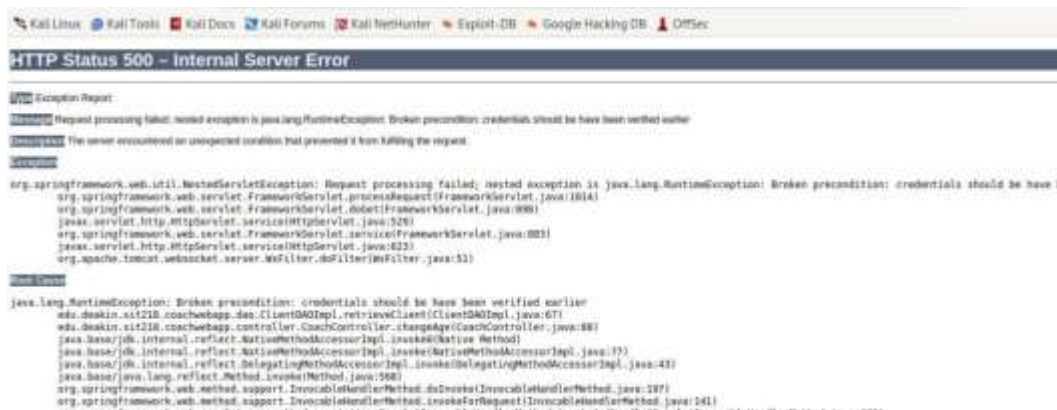 Kali Linux Kali Tools Kali Docs Kali Forums Kali NetHunter Exploit-DB Google Hacking DB OffSec
HTTP Status 500 – Internal Server Error
Type Exception Report
Message Request processing failed; nested exception is java.lang.RuntimeException: Broken precondition: credentials should be have been verified earlier
Description The server encountered an unexpected condition that prevented it from fulfilling the request.
Exception
org.springframework.web.util.NestedServletException: Request processing failed; nested exception is java.lang.RuntimeException: Broken precondition: credentials should be have
org.springframework.web.servlet.FrameworkServlet.processRequest(FrameworkServlet.java:1014)
org.springframework.web.servlet.FrameworkServlet.doGet(FrameworkServlet.java:898)
javax.servlet.http.HttpServlet.service(HttpServlet.java:529)
org.springframework.web.servlet.FrameworkServlet.service(FrameworkServlet.java:883)
javax.servlet.http.HttpServlet.service(HttpServlet.java:623)
org.apache.tomcat.websocket.server.WsFilter.doFilter(WsFilter.java:51)
Root Cause
java.lang.RuntimeException: Broken precondition: credentials should be have been verified earlier
edu.deakin.sit218.coachwebapp.dao.ClientDAOImpl.retrieveClient(ClientDAOImpl.java:67)
edu.deakin.sit218.coachwebapp.controller.CoachController.changeAge(CoachController.java:88)
java.base/jdk.internal.reflect.NativeMethodAccessorImpl.invoke0(Native Method)
java.base/jdk.internal.reflect.NativeMethodAccessorImpl.invoke(NativeMethodAccessorImpl.java:77)
java.base/jdk.internal.reflect.DelegatingMethodAccessorImpl.invoke(DelegatingMethodAccessorImpl.java:43)
java.base/java.lang.reflect.Method.invoke(Method.java:568)
org.springframework.web.method.support.InvocableHandlerMethod.doInvoke(InvocableHandlerMethod.java:197)
org.springframework.web.method.support.InvocableHandlerMethod.invokeForRequest(InvocableHandlerMethod.java:141)